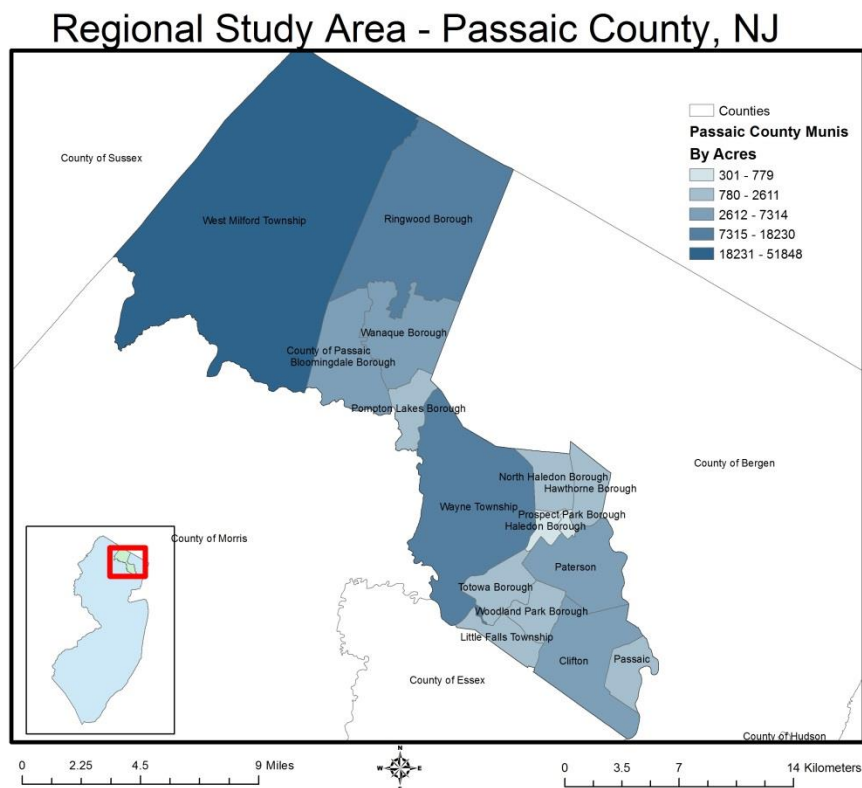 Regional Study Area - Passaic County, NJ
Counties
Passaic County Munis
By Acres
301 - 779
780 - 2611
2612 - 7314
7315 - 18230
18231 - 51848
County of Sussex
West Milford Township
Ringwood Borough
Wanaque Borough
County of Passaic
Bloomingdale Borough
Pompton Lakes Borough
County of Bergen
North Haledon Borough
Hawthorne Borough
Wayne Township
Prospect Park Borough
Haledon Borough
County of Morris
Paterson
Totowa Borough
Woodland Park Borough
Little Falls Township
Clifton
Passaic
County of Essex
County of Hudson
0 2.25 4.5 9 Miles
N
W E
S
0 3.5 7 14 Kilometers